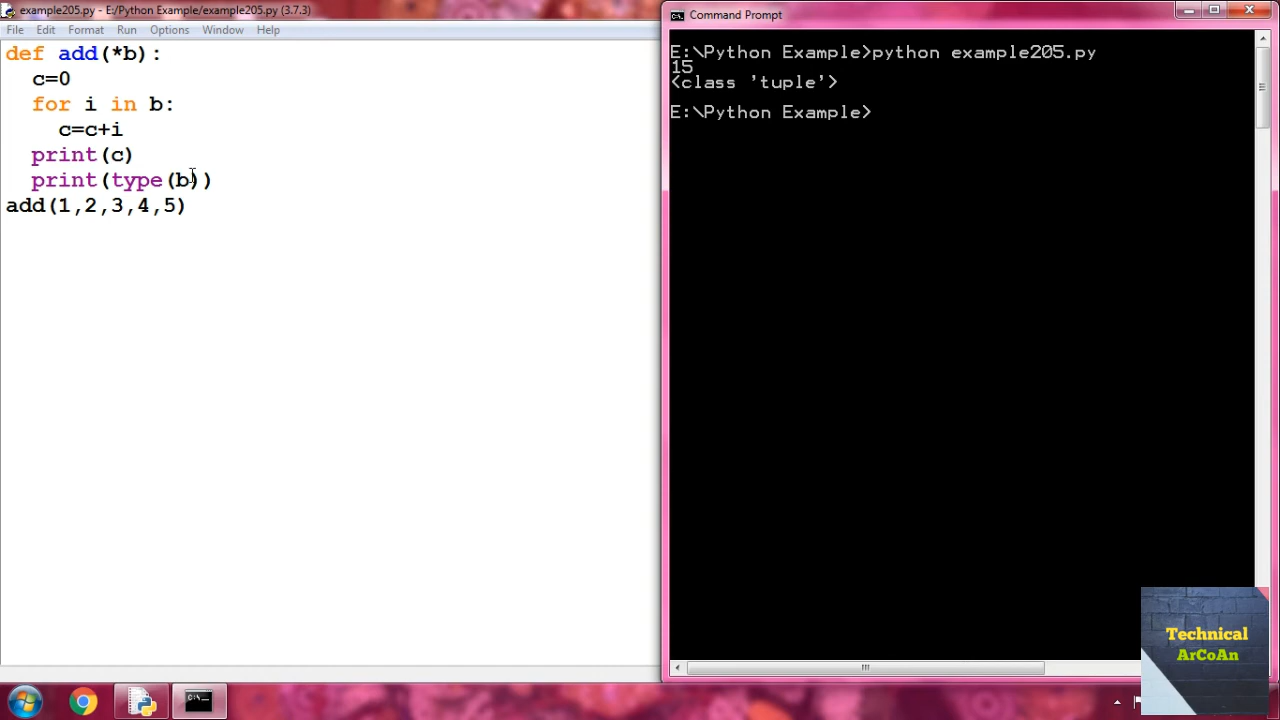 example205.py - E:/Python Example/example205.py (3.7.3)
File Edit Format Run Options Window Help
def add(*b):
  c=0
  for i in b:
    c=c+i
  print(c)
  print(type(b))
add(1,2,3,4,5)
Command Prompt
E:\Python Example>python example205.py
15
<class 'tuple'>
E:\Python Example>
Technical
ArCoAn